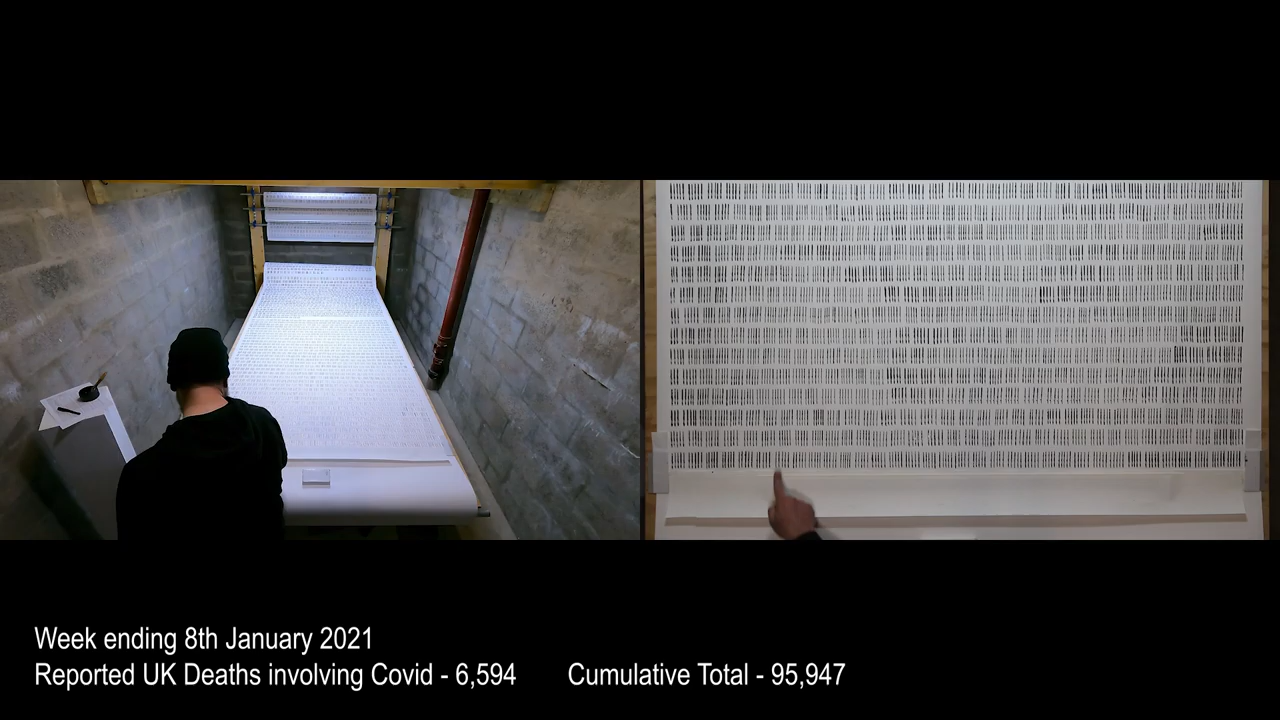 Week ending 8th January 2021
Reported UK Deaths involving Covid - 6,594 Cumulative Total - 95,947